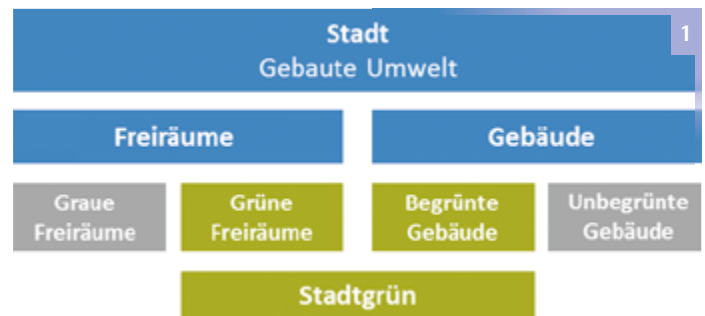 Stadt
1
Gebaute Umwelt
Freiräume
Gebäude
Graue
Freiräume
Grüne
Freiräume
Begrünte
Gebäude
Unbegrünte
Gebäude
Stadtgrün